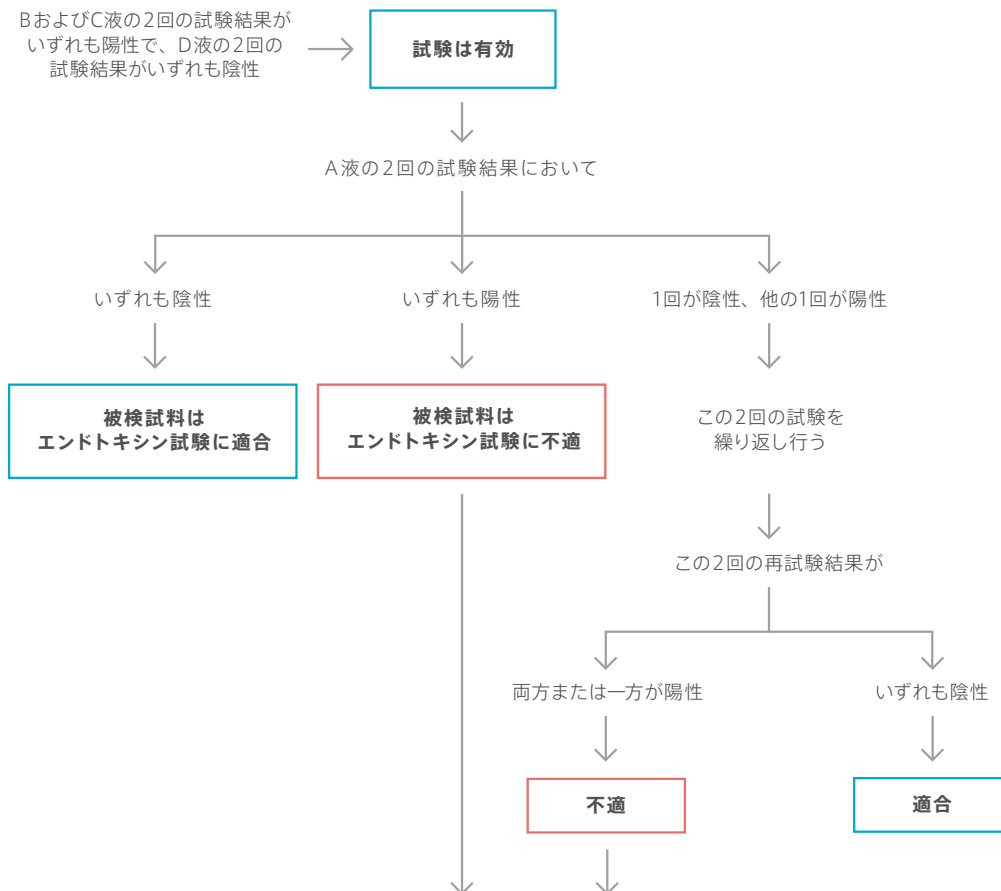 BおよびC液の2回の試験結果が
いずれも陽性で、D液の2回の
試験結果がいずれも陰性
試験は有効
A液の2回の試験結果において
いずれも陰性
いずれも陽性
1回が陰性、他の1回が陽性
被検試料は
エンドトキシン試験に適合
被検試料は
エンドトキシン試験に不適
この2回の試験を
繰り返し行う
この2回の再試験結果が
両方または一方が陽性
いずれも陰性
不適
適合